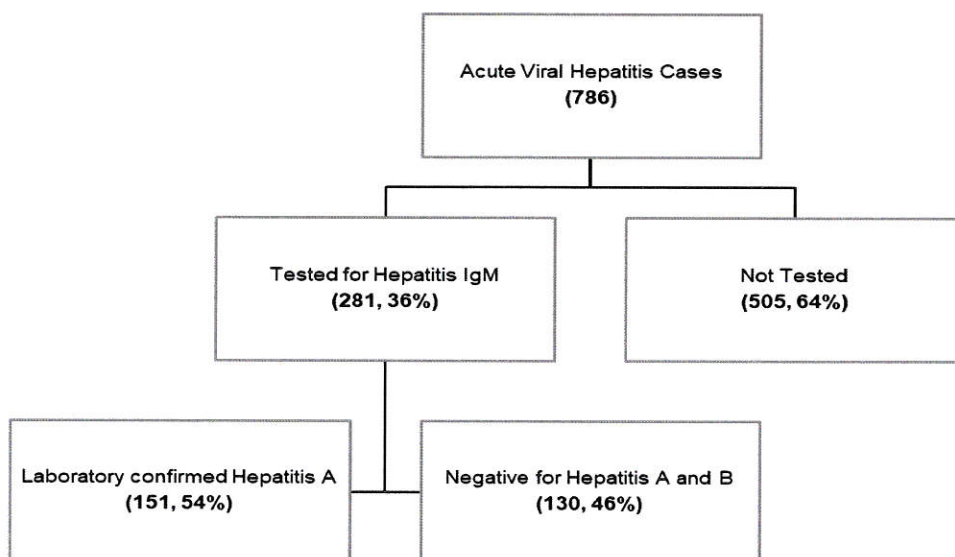 Acute Viral Hepatitis Cases
(786)
Tested for Hepatitis IgM
(281, 36%)
Not Tested
(505, 64%)
Laboratory confirmed Hepatitis A
(151, 54%)
Negative for Hepatitis A and B
(130, 46%)